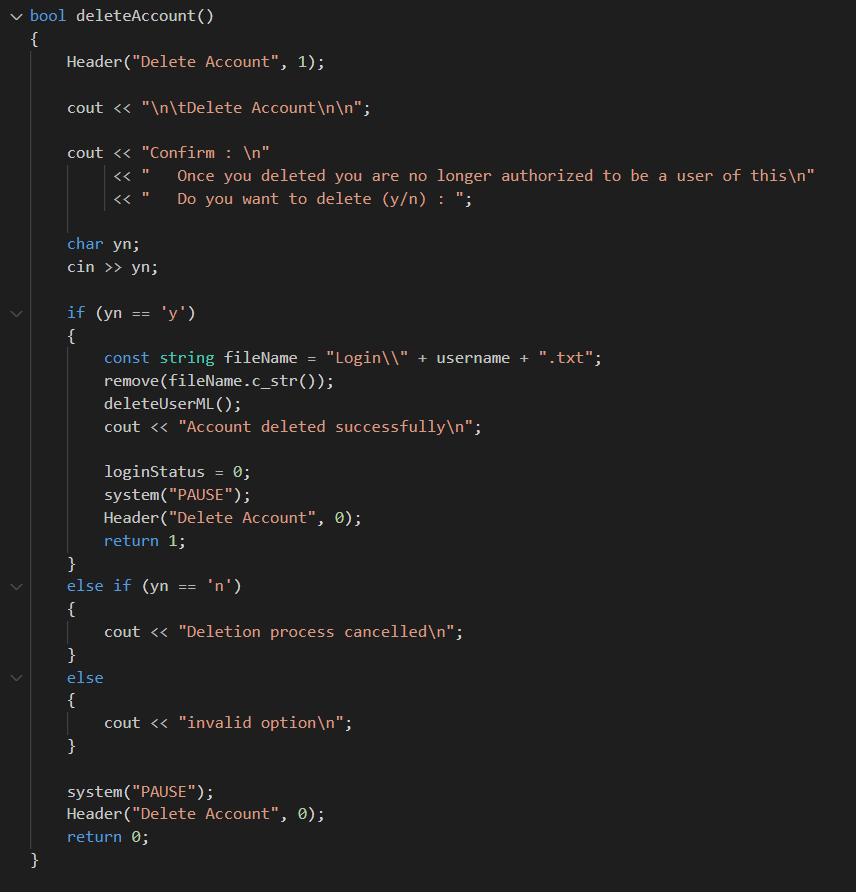 bool deleteAccount()
{
    Header("Delete Account", 1);

    cout << "\n\tDelete Account\n\n";

    cout << "Confirm : \n"
         << "   Once you deleted you are no longer authorized to be a user of this\n"
         << "   Do you want to delete (y/n) : ";

    char yn;
    cin >> yn;

    if (yn == 'y')
    {
        const string fileName = "Login\\" + username + ".txt";
        remove(fileName.c_str());
        deleteUserML();
        cout << "Account deleted successfully\n";

        loginStatus = 0;
        system("PAUSE");
        Header("Delete Account", 0);
        return 1;
    }
    else if (yn == 'n')
    {
        cout << "Deletion process cancelled\n";
    }
    else
    {
        cout << "invalid option\n";
    }

    system("PAUSE");
    Header("Delete Account", 0);
    return 0;
}